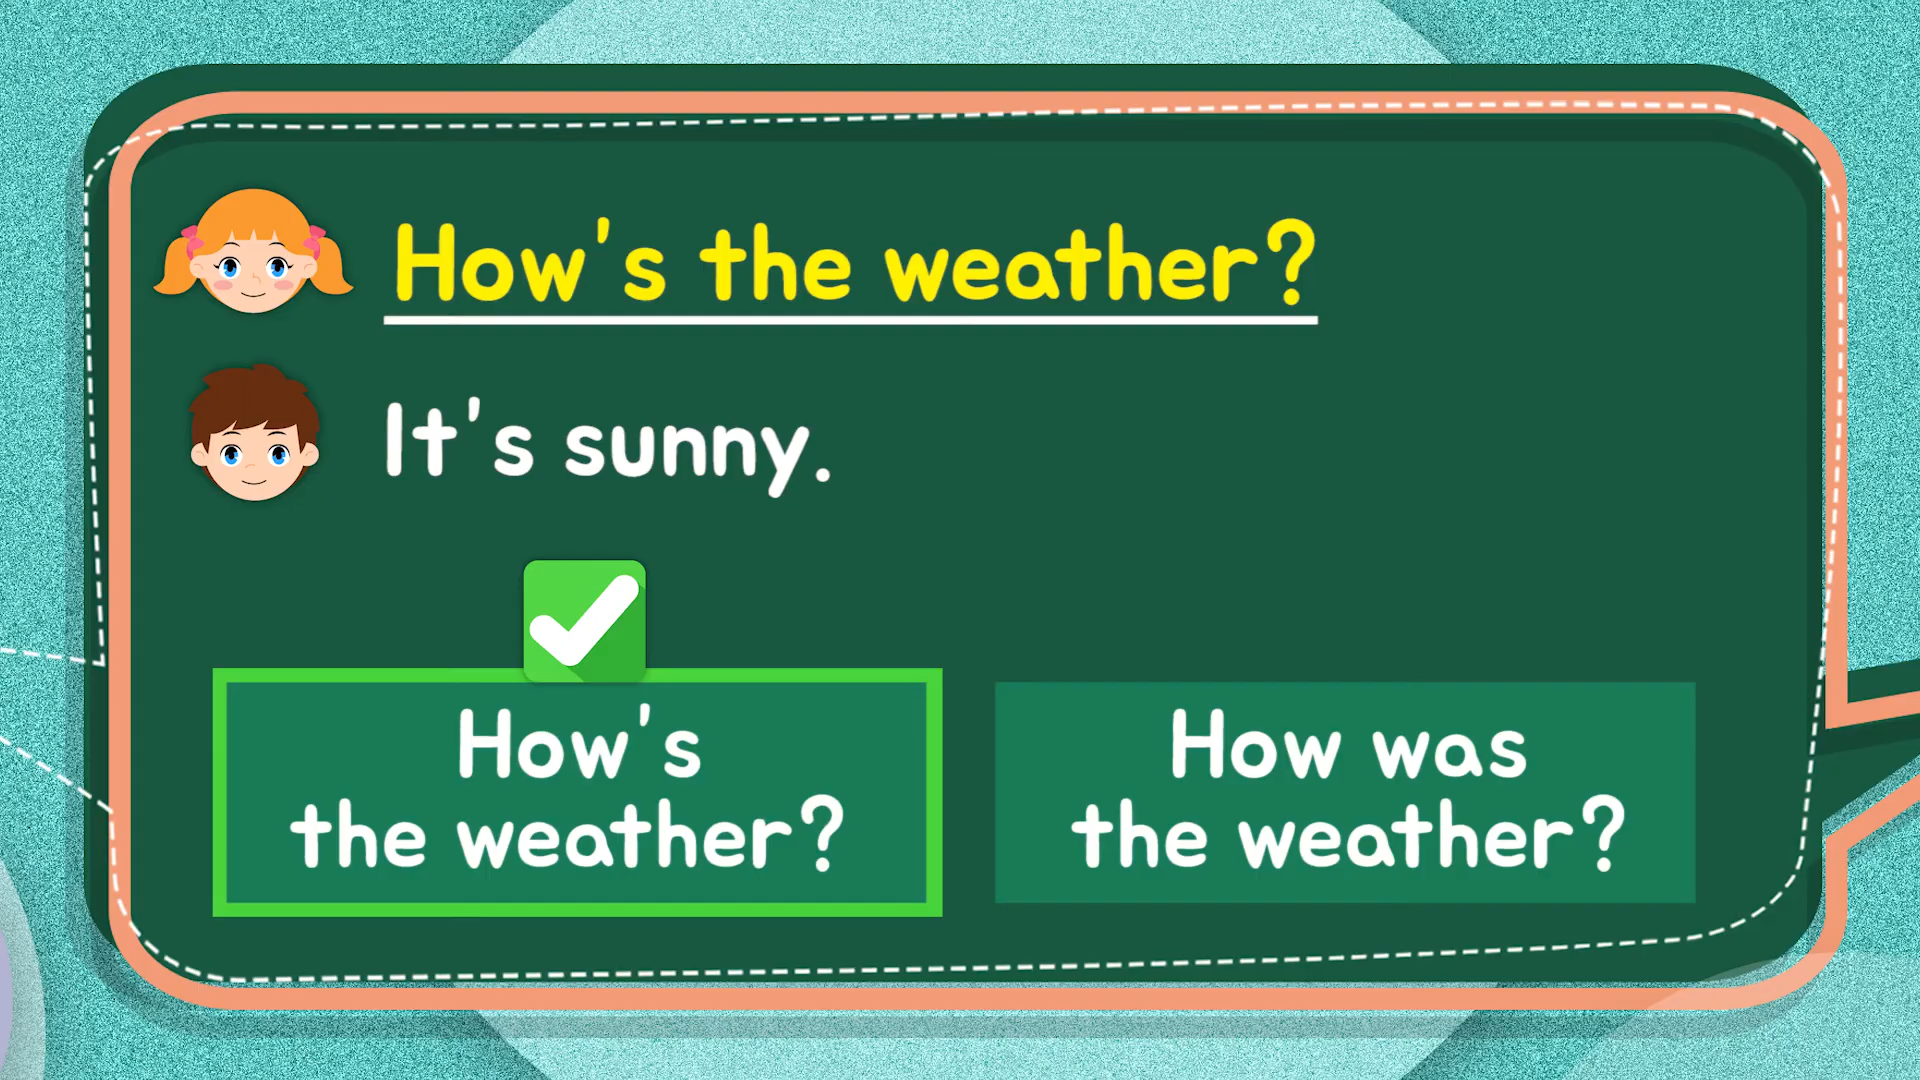 How's the weather?
It's sunny.
How's
the weather?
How was
the weather?